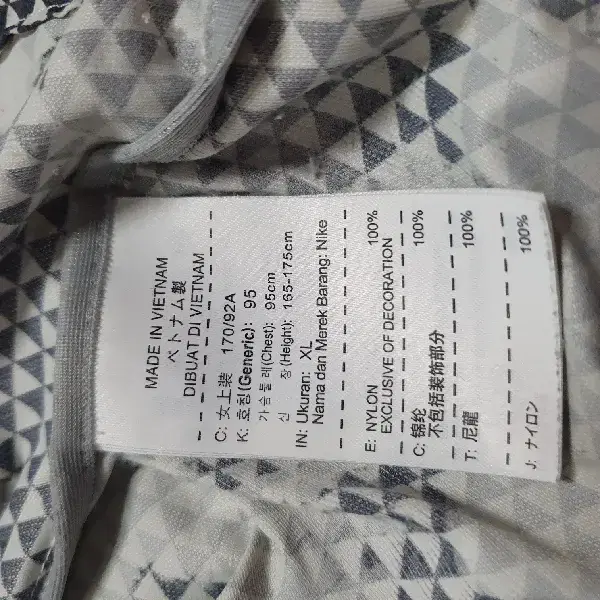 MADE IN VIETNAM
ベトナム製
DIBUAT DI VIETNAM
C: 女上装 170/92A
K: 호칭(Generic): 95
가슴둘레(Chest): 95cm
신 장(Height): 165-175cm
IN: Ukuran: XL
Nama dan Merek Barang: Nike
E: NYLON 100%
EXCLUSIVE OF DECORATION
C: 锦纶 100%
不包括装饰部分
T: 尼龍 100%
J: ナイロン 100%